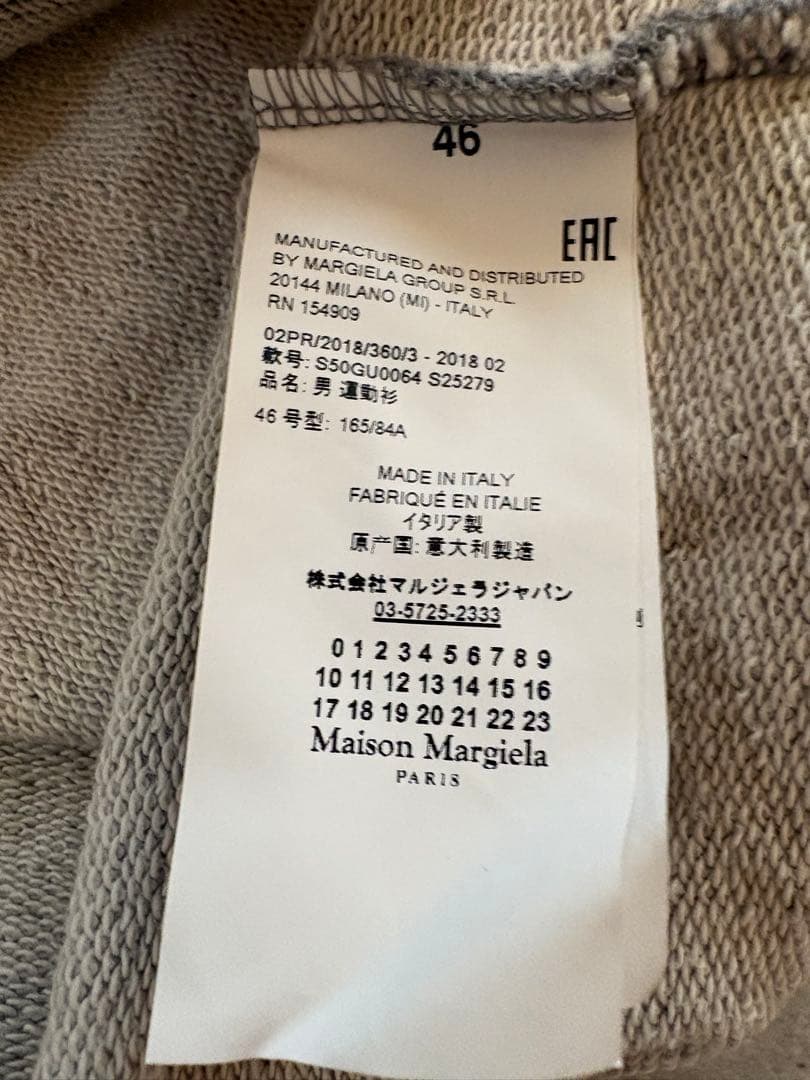 46
EAC
MANUFACTURED AND DISTRIBUTED
BY MARGIELA GROUP S.R.L.
20144 MILANO (MI) - ITALY
RN 154909
02PR/2018/360/3 - 2018 02
款号: S50GU0064 S25279
品名: 男 運動衫
46 号型: 165/84A
MADE IN ITALY
FABRIQUÉ EN ITALIE
イタリア製
原产国: 意大利製造
株式会社マルジェラジャパン
03-5725-2333
0 1 2 3 4 5 6 7 8 9
10 11 12 13 14 15 16
17 18 19 20 21 22 23
Maison Margiela
PARIS